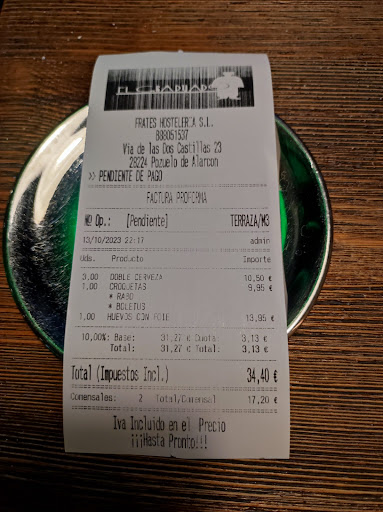 FRATES HOSTELERIA S.L.
B88051537
Via de las Dos Castillas 23
28224 Pozuelo de Alarcon
>> PENDIENTE DE PAGO
FACTURA PROFORMA
Nº Op.: [Pendiente] TERRAZA/M3
13/10/2023 22:17 admin
Uds. Producto Importe
3,00 DOBLE CERVEZA 10,50 €
1,00 CROQUETAS 9,95 €
* RABO
* BOLETUS
1,00 HUEVOS CON FOIE 13,95 €
10,00% Base: 31,27 € Cuota: 3,13 €
Total: 31,27 € Total: 3,13 €
Total (Impuestos Incl.) 34,40 €
Comensales: 2 Total/Comensal 17,20 €
Iva Incluido en el Precio
¡¡¡Hasta Pronto!!!